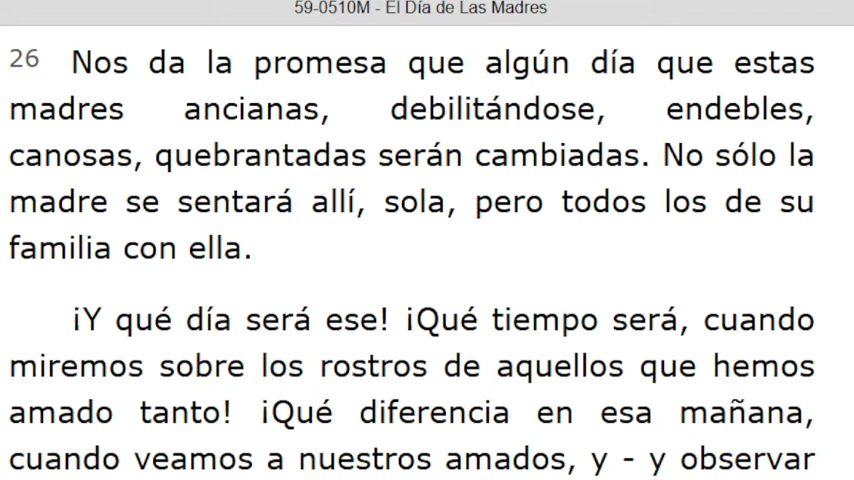 59-0510M - El Día de Las Madres
26 Nos da la promesa que algún día que estas
madres ancianas, debilitándose, endebles,
canosas, quebrantadas serán cambiadas. No sólo la
madre se sentará allí, sola, pero todos los de su
familia con ella.
¡Y qué día será ese! ¡Qué tiempo será, cuando
miremos sobre los rostros de aquellos que hemos
amado tanto! ¡Qué diferencia en esa mañana,
cuando veamos a nuestros amados, y - y observar